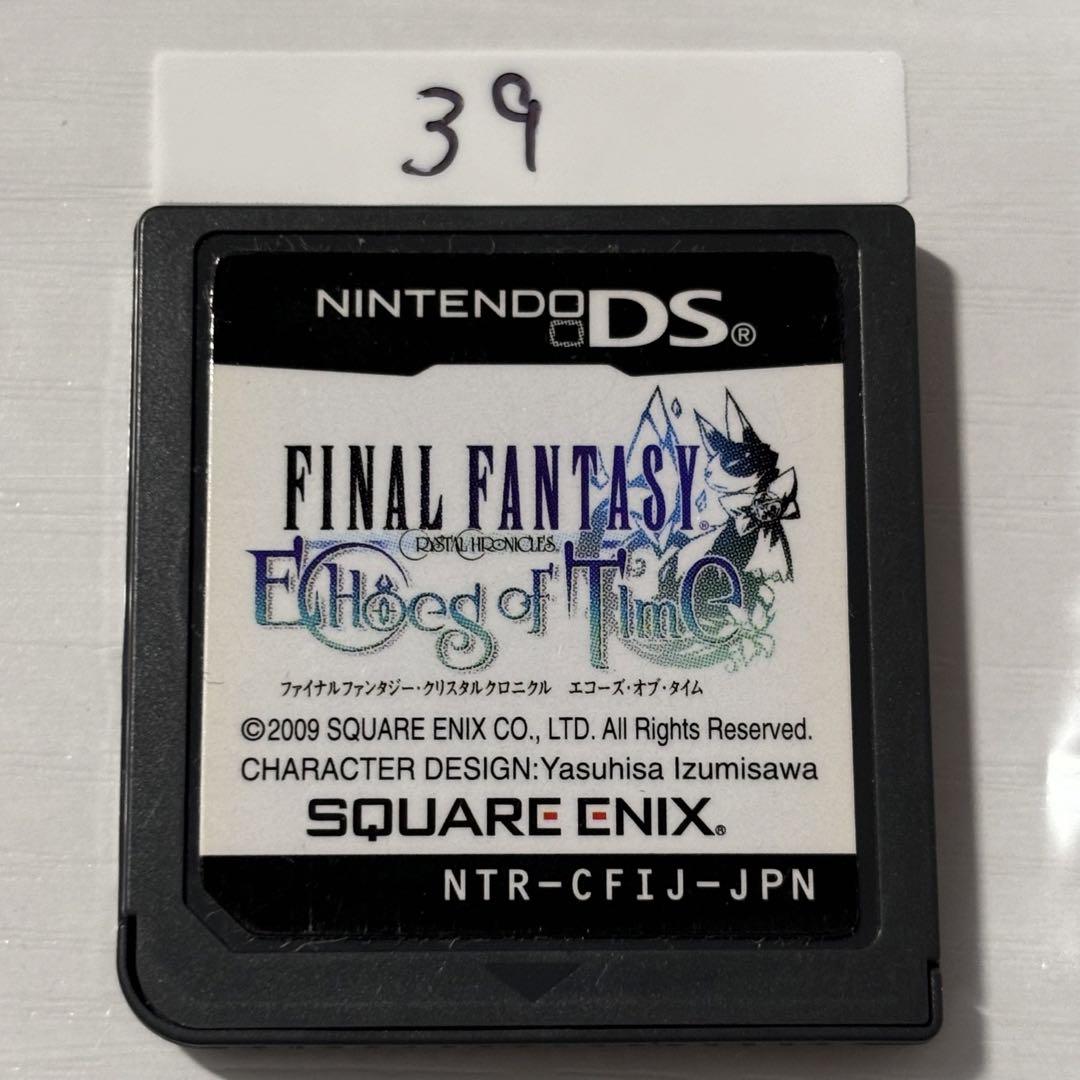 39
NINTENDO DS®
FINAL FANTASY®
CRYSTAL CHRONICLES
ECHOES OF TIME
ファイナルファンタジー・クリスタルクロニクル エコーズ・オブ・タイム
©2009 SQUARE ENIX CO., LTD. All Rights Reserved.
CHARACTER DESIGN:Yasuhisa Izumisawa
SQUARE ENIX®
NTR-CFIJ-JPN